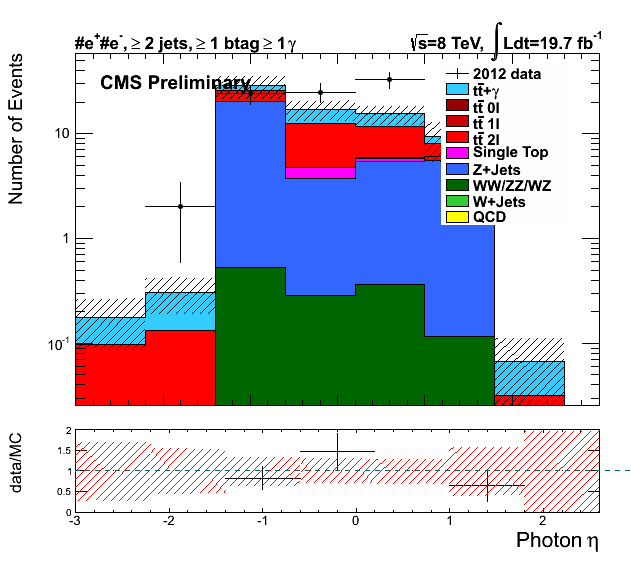 #e⁺#e⁻, ≥ 2 jets, ≥ 1 btag ≥ 1 γ
√s=8 TeV, ∫Ldt=19.7 fb⁻¹
CMS Preliminary
2012 data
tt̄+γ
tt̄ 0l
tt̄ 1l
tt̄ 2l
Single Top
Z+Jets
WW/ZZ/WZ
W+Jets
QCD
Number of Events
10
1
10⁻¹
data/MC
2
1.5
1
0.5
0
-3
-2
-1
0
1
2
Photon η